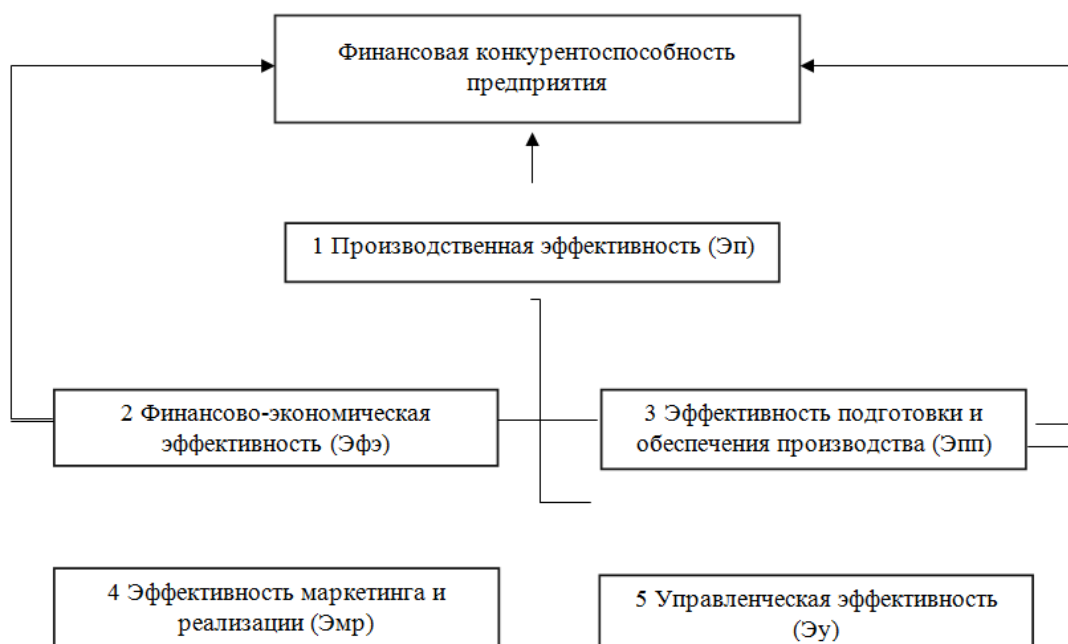 Финансовая конкурентоспособность
предприятия
1 Производственная эффективность (Эп)
2 Финансово-экономическая
эффективность (Эфэ)
3 Эффективность подготовки и
обеспечения производства (Эпп)
4 Эффективность маркетинга и
реализации (Эмр)
5 Управленческая эффективность
(Эу)